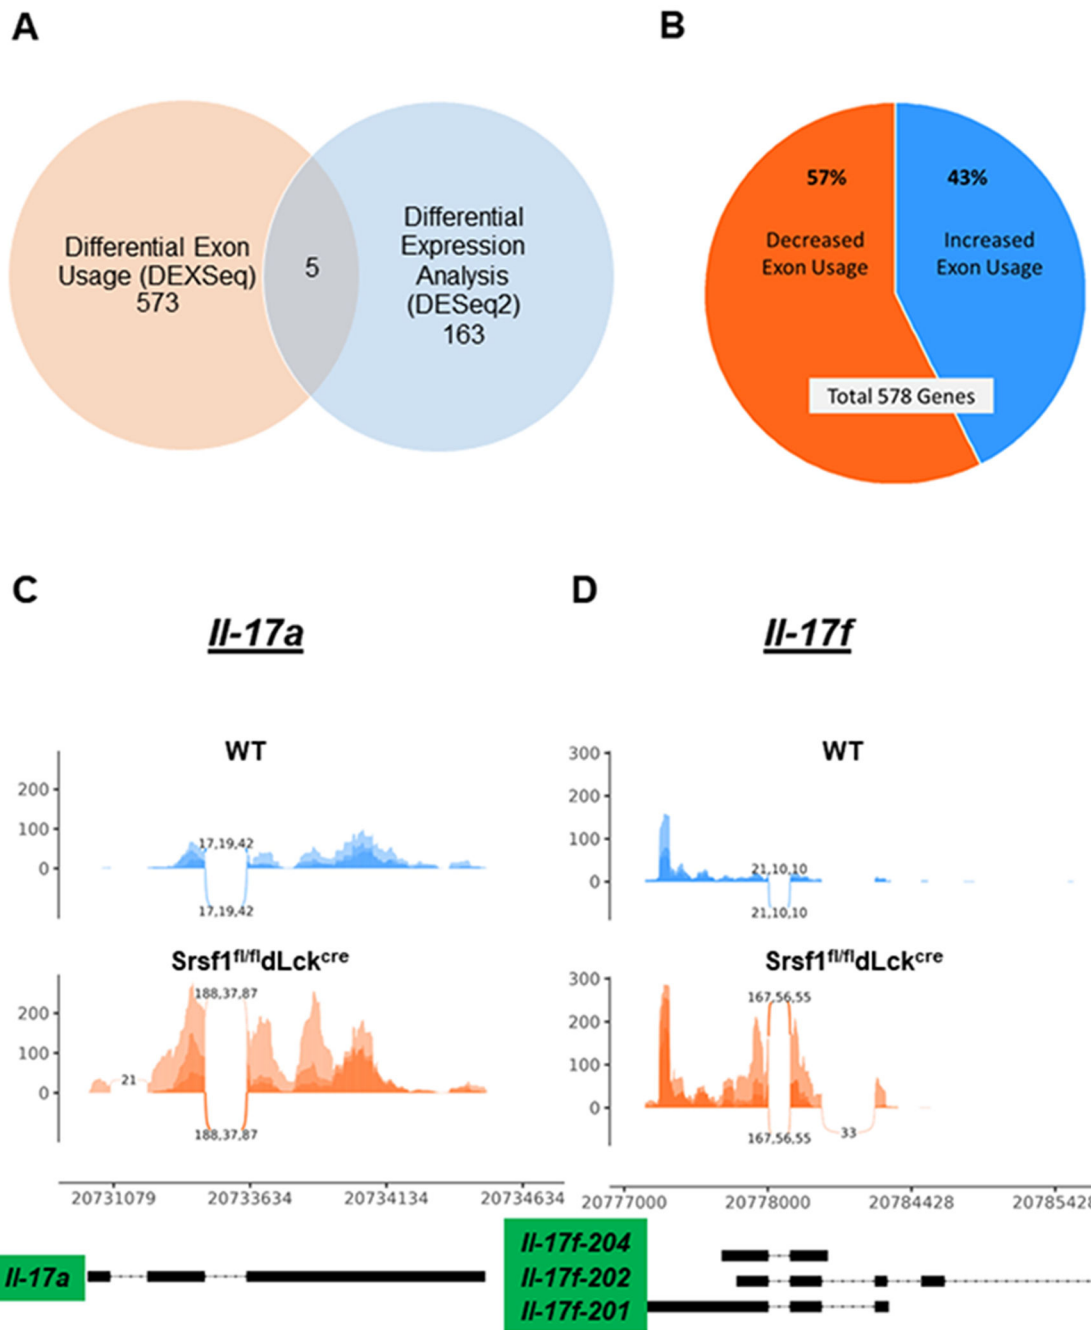 A
B
Differential Exon
Usage (DEXSeq)
573
5
Differential
Expression
Analysis
(DESeq2)
163
57%
43%
Decreased
Exon Usage
Increased
Exon Usage
Total 578 Genes
C
D
Il-17a
Il-17f
WT
200
100
0
17,19,42
17,19,42
WT
300
200
100
0
21,10,10
21,10,10
Srsf1fl/fldLckcre
200
100
0
188,37,87
21
188,37,87
Srsf1fl/fldLckcre
300
200
100
0
167,56,55
167,56,55
33
20731079 20733634 20734134 20734634
20777000 20778000 20784428 20785428
Il-17a
Il-17f-204
Il-17f-202
Il-17f-201